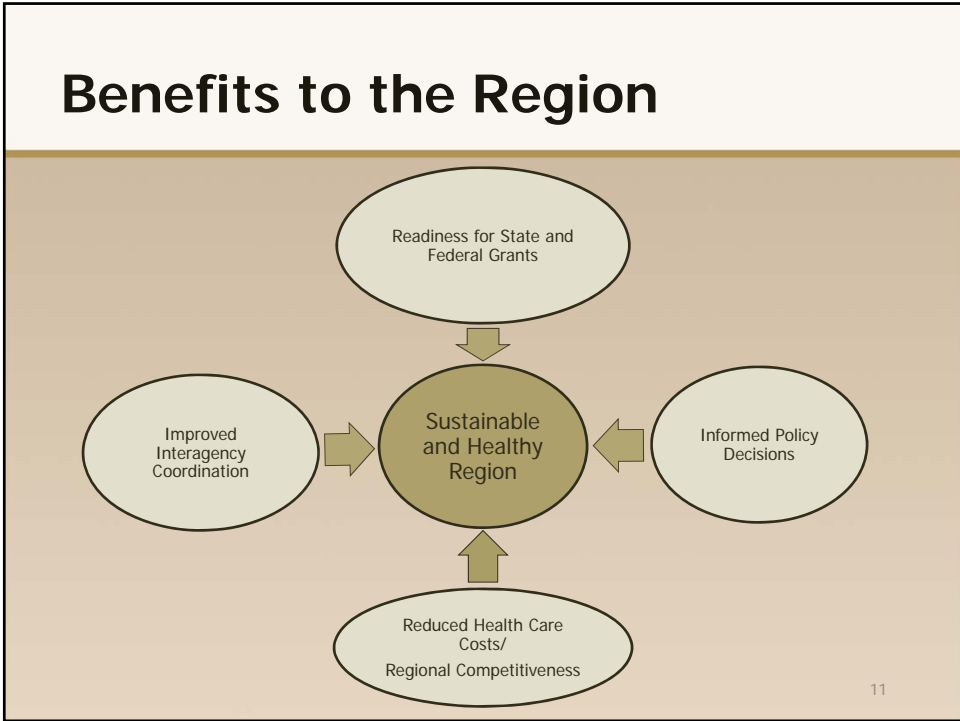 Benefits to the Region
Readiness for State and
Federal Grants
Improved
Interagency
Coordination
Sustainable
and Healthy
Region
Informed Policy
Decisions
Reduced Health Care
Costs/
Regional Competitiveness
11